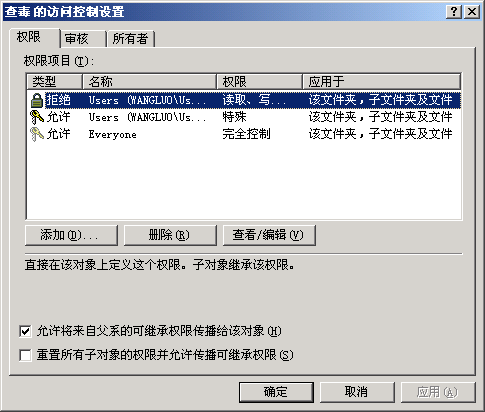 查毒 的访问控制设置
权限 审核 所有者
权限项目(T):
类型 名称 权限 应用于
拒绝 Users (WANGLUO\Us... 读取、写... 该文件夹，子文件夹及文件
允许 Users (WANGLUO\Us... 特殊 该文件夹，子文件夹及文件
允许 Everyone 完全控制 该文件夹，子文件夹及文件
添加(D)... 删除(R) 查看/编辑(V)
直接在该对象上定义这个权限。子对象继承该权限。
允许将来自父系的可继承权限传播给该对象(H)
重置所有子对象的权限并允许传播可继承权限(S)
确定 取消 应用(A)